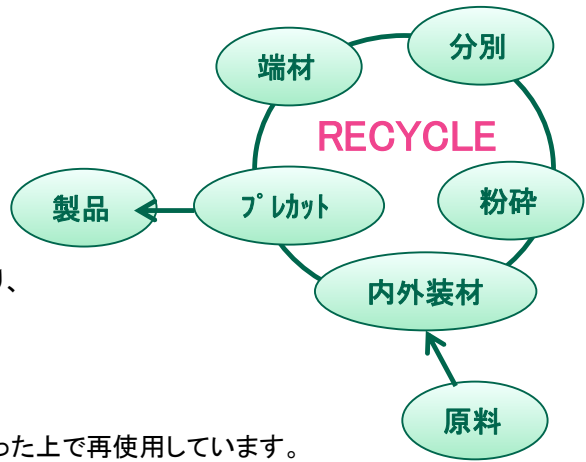 端材
分別
RECYCLE
製品
プレカット
粉砕
り、
内外装材
原料
った上で再使用しています。